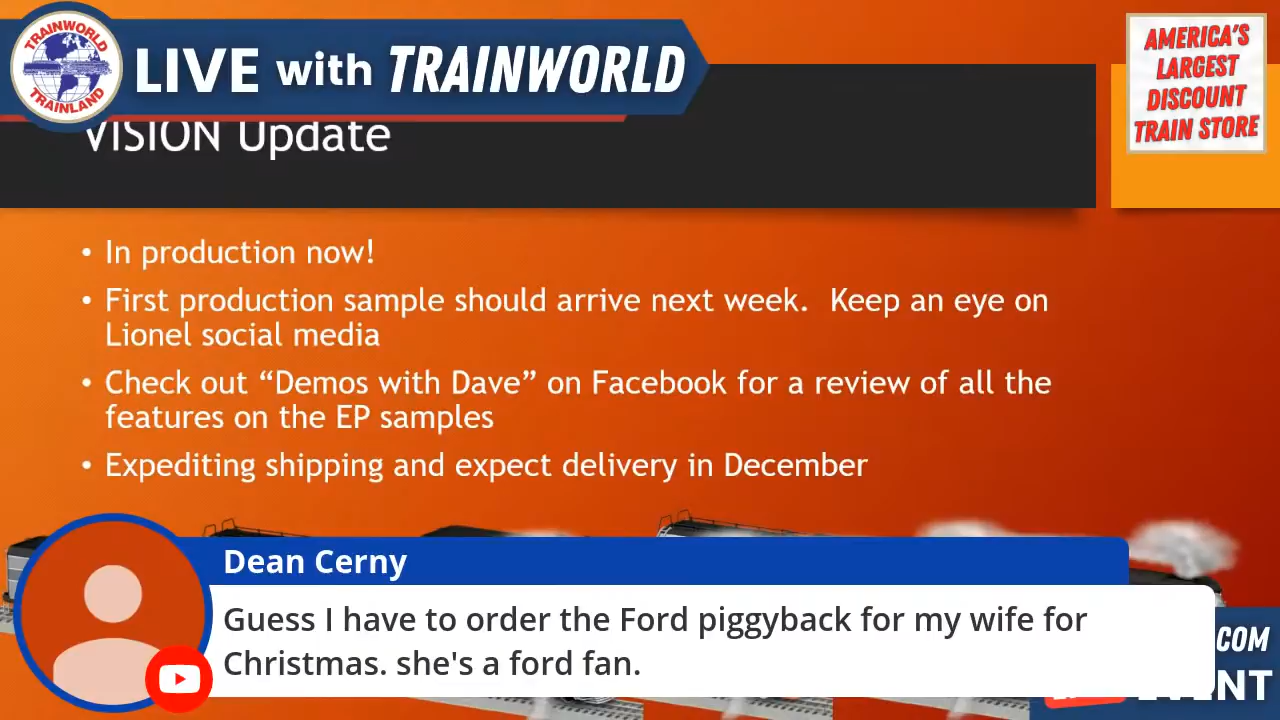 TRAINWORLD
TRAINLAND
LIVE with TRAINWORLD
AMERICA'S
LARGEST
DISCOUNT
TRAIN STORE
VISION Update
• In production now!
• First production sample should arrive next week. Keep an eye on
Lionel social media
• Check out “Demos with Dave” on Facebook for a review of all the
features on the EP samples
• Expediting shipping and expect delivery in December
Dean Cerny
Guess I have to order the Ford piggyback for my wife for
Christmas. she's a ford fan.
.COM